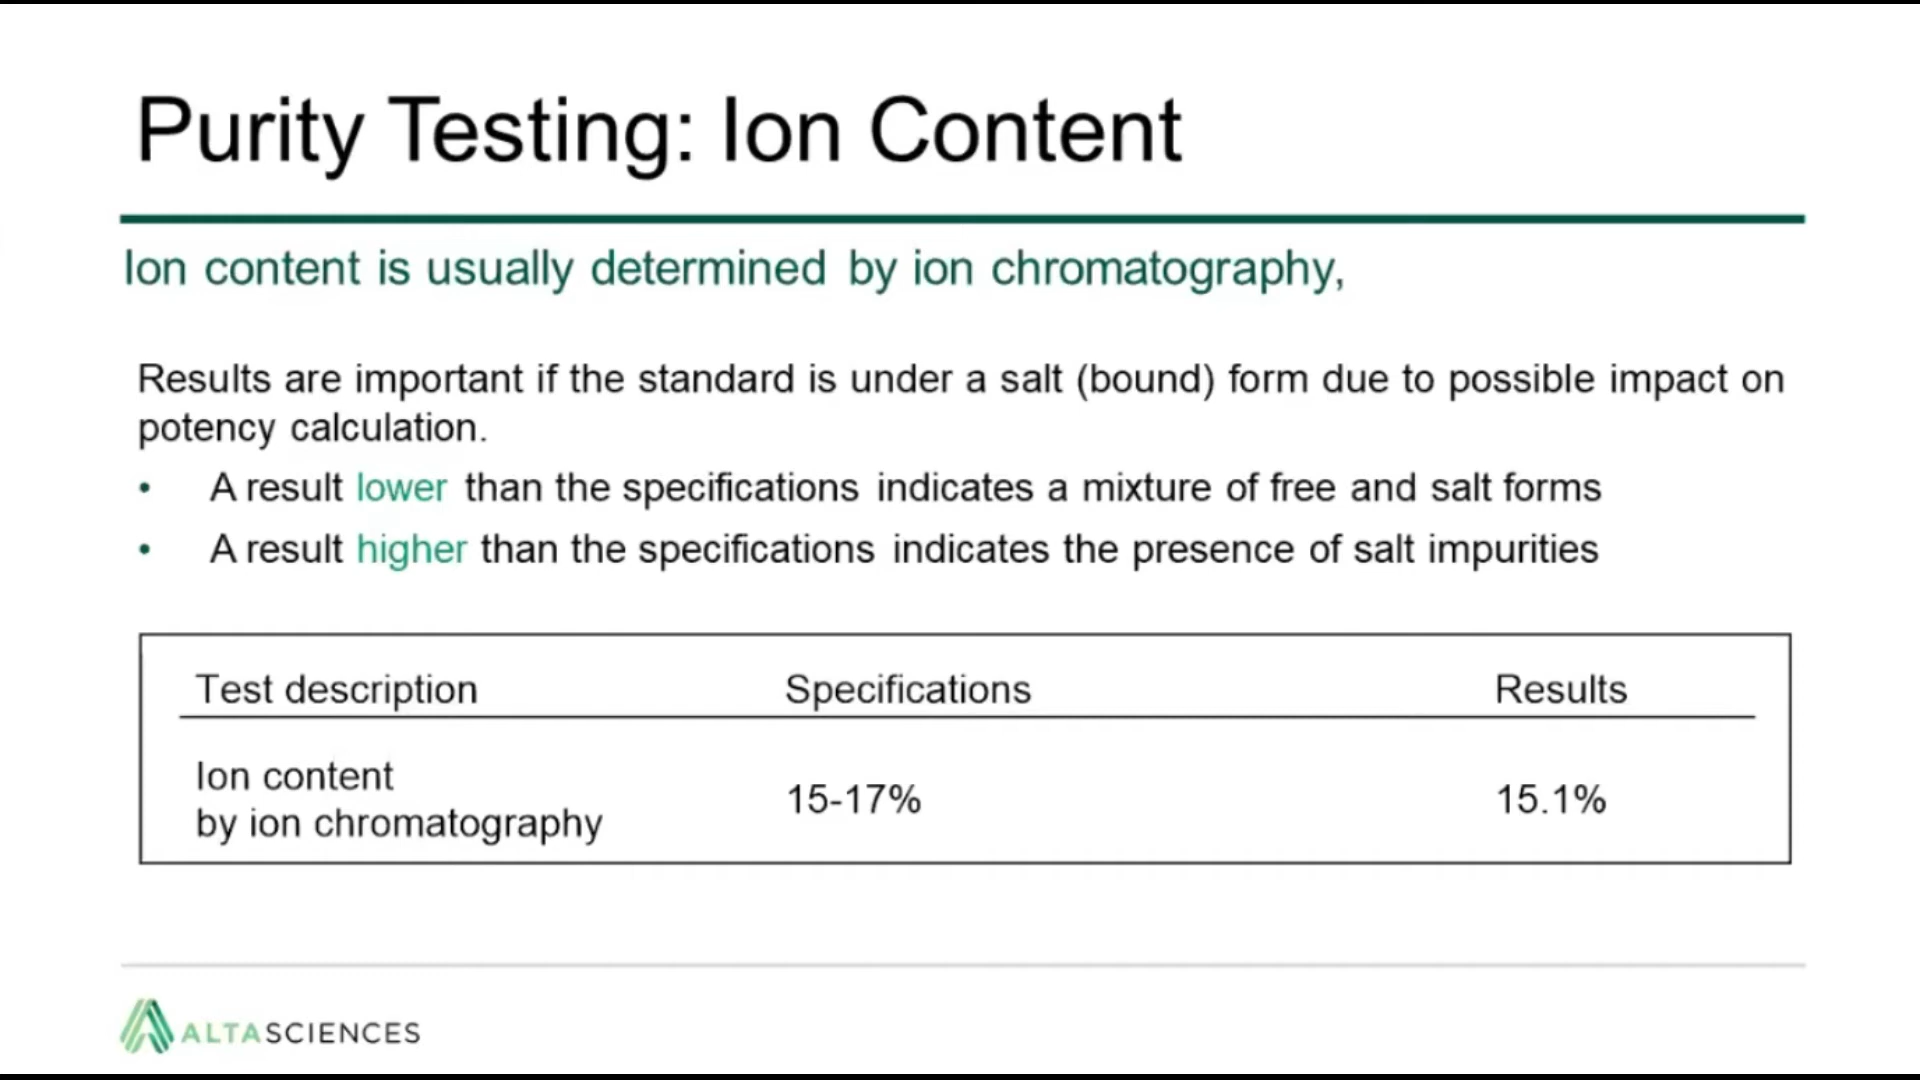 Purity Testing: Ion Content
Ion content is usually determined by ion chromatography,
Results are important if the standard is under a salt (bound) form due to possible impact on
potency calculation.
• A result lower than the specifications indicates a mixture of free and salt forms
• A result higher than the specifications indicates the presence of salt impurities
Test description Specifications Results
Ion content
by ion chromatography 15-17% 15.1%
ALTASCIENCES